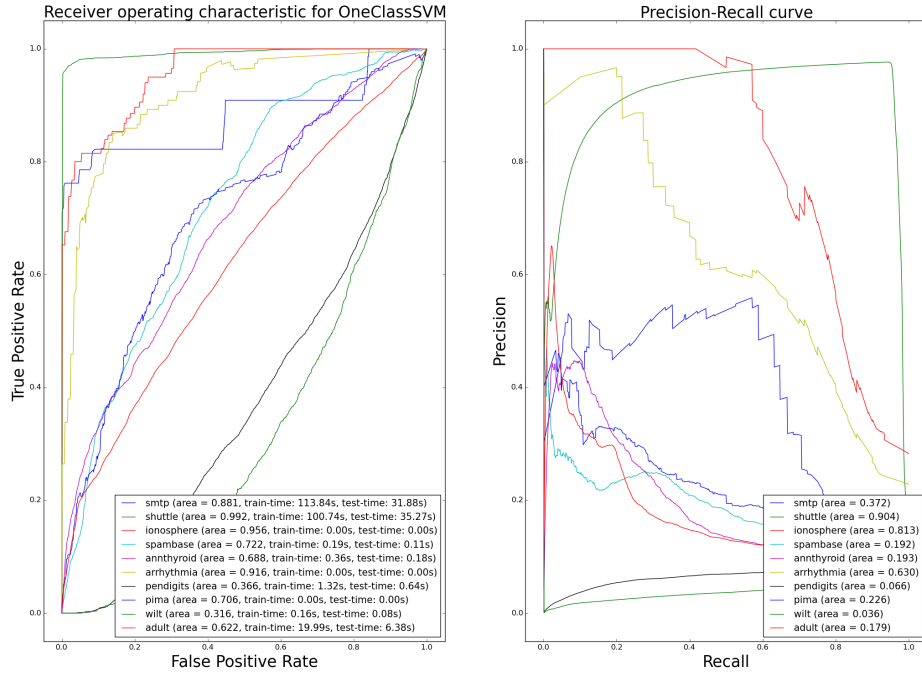 Receiver operating characteristic for OneClassSVM
1.0
0.8
0.6
0.4
0.2
0.0
True Positive Rate
smtp (area = 0.881, train-time: 113.84s, test-time: 31.88s)
shuttle (area = 0.992, train-time: 100.74s, test-time: 35.27s)
ionosphere (area = 0.956, train-time: 0.00s, test-time: 0.00s)
spambase (area = 0.722, train-time: 0.19s, test-time: 0.11s)
annthyroid (area = 0.688, train-time: 0.36s, test-time: 0.18s)
arrhythmia (area = 0.916, train-time: 0.00s, test-time: 0.00s)
pendigits (area = 0.366, train-time: 1.32s, test-time: 0.64s)
pima (area = 0.706, train-time: 0.00s, test-time: 0.00s)
wilt (area = 0.316, train-time: 0.16s, test-time: 0.08s)
adult (area = 0.622, train-time: 19.99s, test-time: 6.38s)
0.0 0.2 0.4 0.6 0.8 1.0
False Positive Rate
Precision-Recall curve
1.0
0.8
0.6
0.4
0.2
0.0
Precision
smtp (area = 0.372)
shuttle (area = 0.904)
ionosphere (area = 0.813)
spambase (area = 0.192)
annthyroid (area = 0.193)
arrhythmia (area = 0.630)
pendigits (area = 0.066)
pima (area = 0.226)
wilt (area = 0.036)
adult (area = 0.179)
0.0 0.2 0.4 0.6 0.8 1.0
Recall